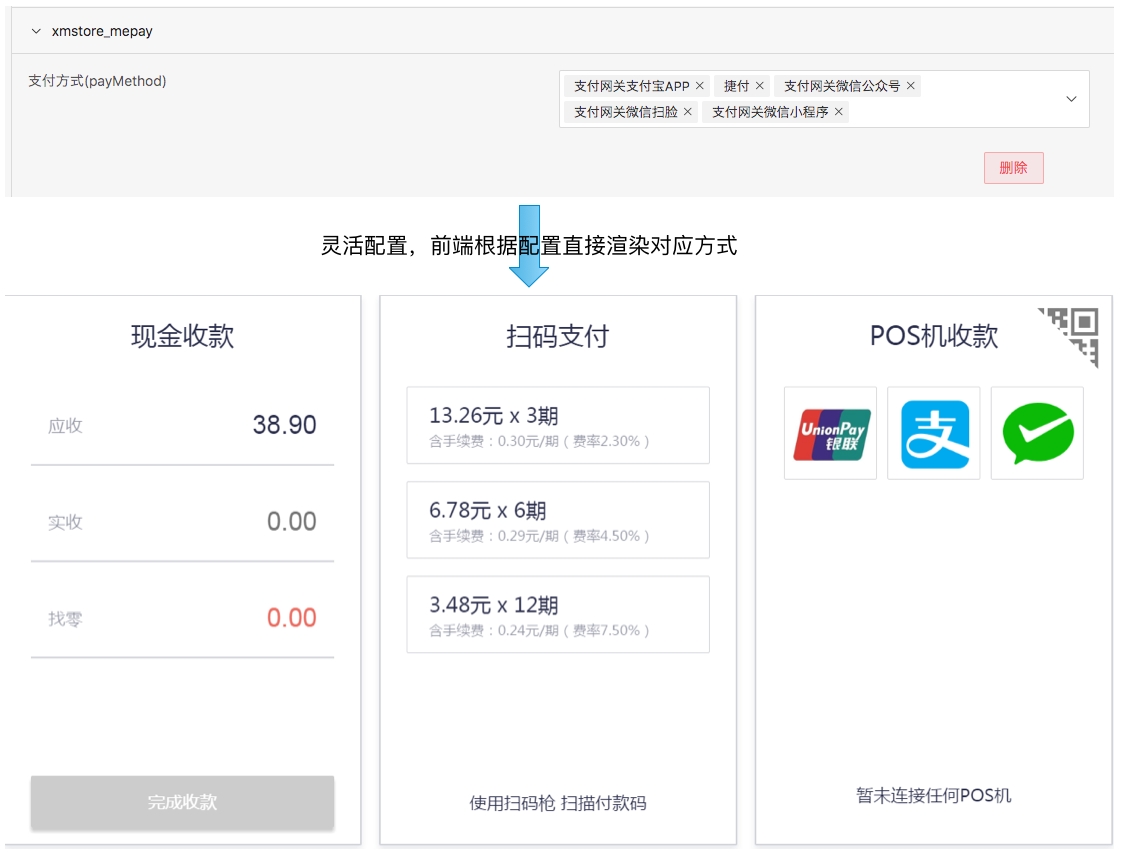 xmstore_mepay
支付方式(payMethod)
支付网关支付宝APP × 捷付 × 支付网关微信公众号 ×
支付网关微信扫脸 × 支付网关微信小程序 ×
删除
灵活配置，前端根据配置直接渲染对应方式
现金收款
应收 38.90
实收 0.00
找零 0.00
完成收款
扫码支付
13.26元 x 3期
含手续费：0.30元/期（费率2.30%）
6.78元 x 6期
含手续费：0.29元/期（费率4.50%）
3.48元 x 12期
含手续费：0.24元/期（费率7.50%）
使用扫码枪 扫描付款码
POS机收款
UnionPay
银联
支
暂未连接任何POS机